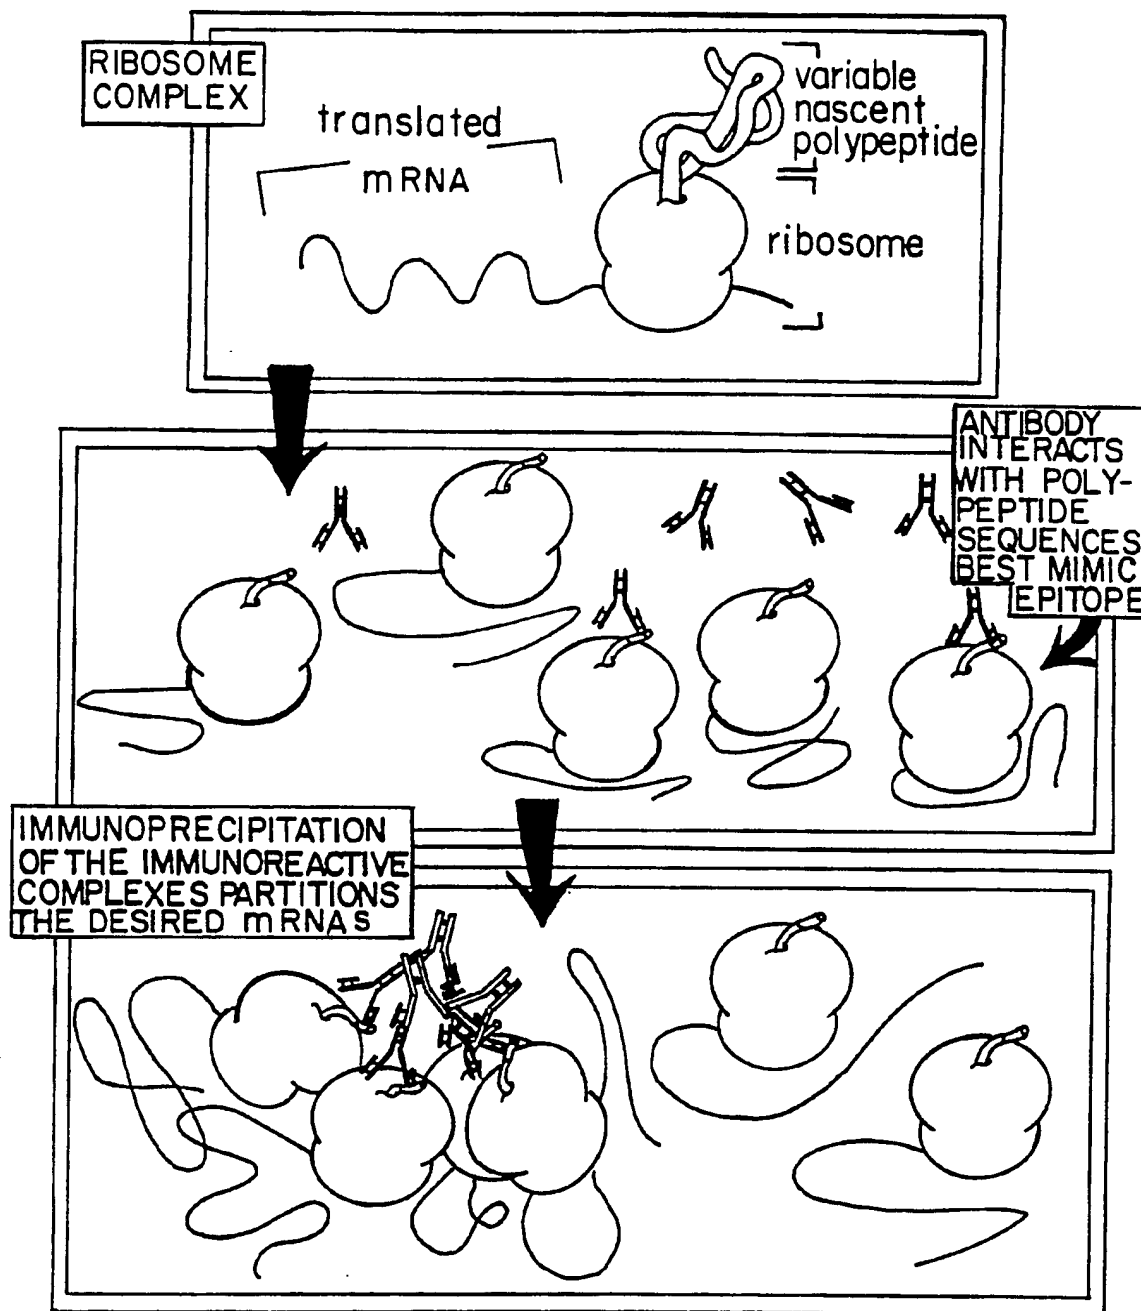 RIBOSOME
COMPLEX
translated
mRNA
variable
nascent
polypeptide
ribosome
ANTIBODY
INTERACTS
WITH POLY-
PEPTIDE
SEQUENCES
BEST MIMIC
EPITOPE
IMMUNOPRECIPITATION
OF THE IMMUNOREACTIVE
COMPLEXES PARTITIONS
THE DESIRED mRNAs